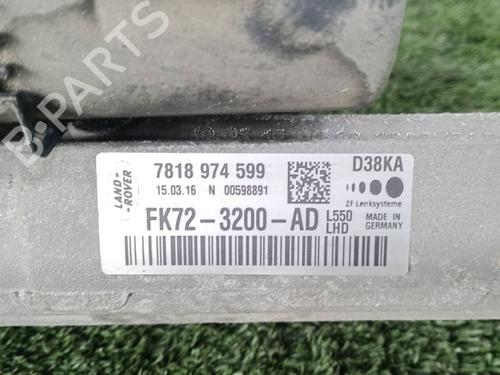 B-PARTS
LAND-
-ROVER
7818 974 599
D38KA
15.03.16 N 00598891
ZF Lenksysteme
FK72-3200-AD
L550
LHD
MADE IN
GERMANY